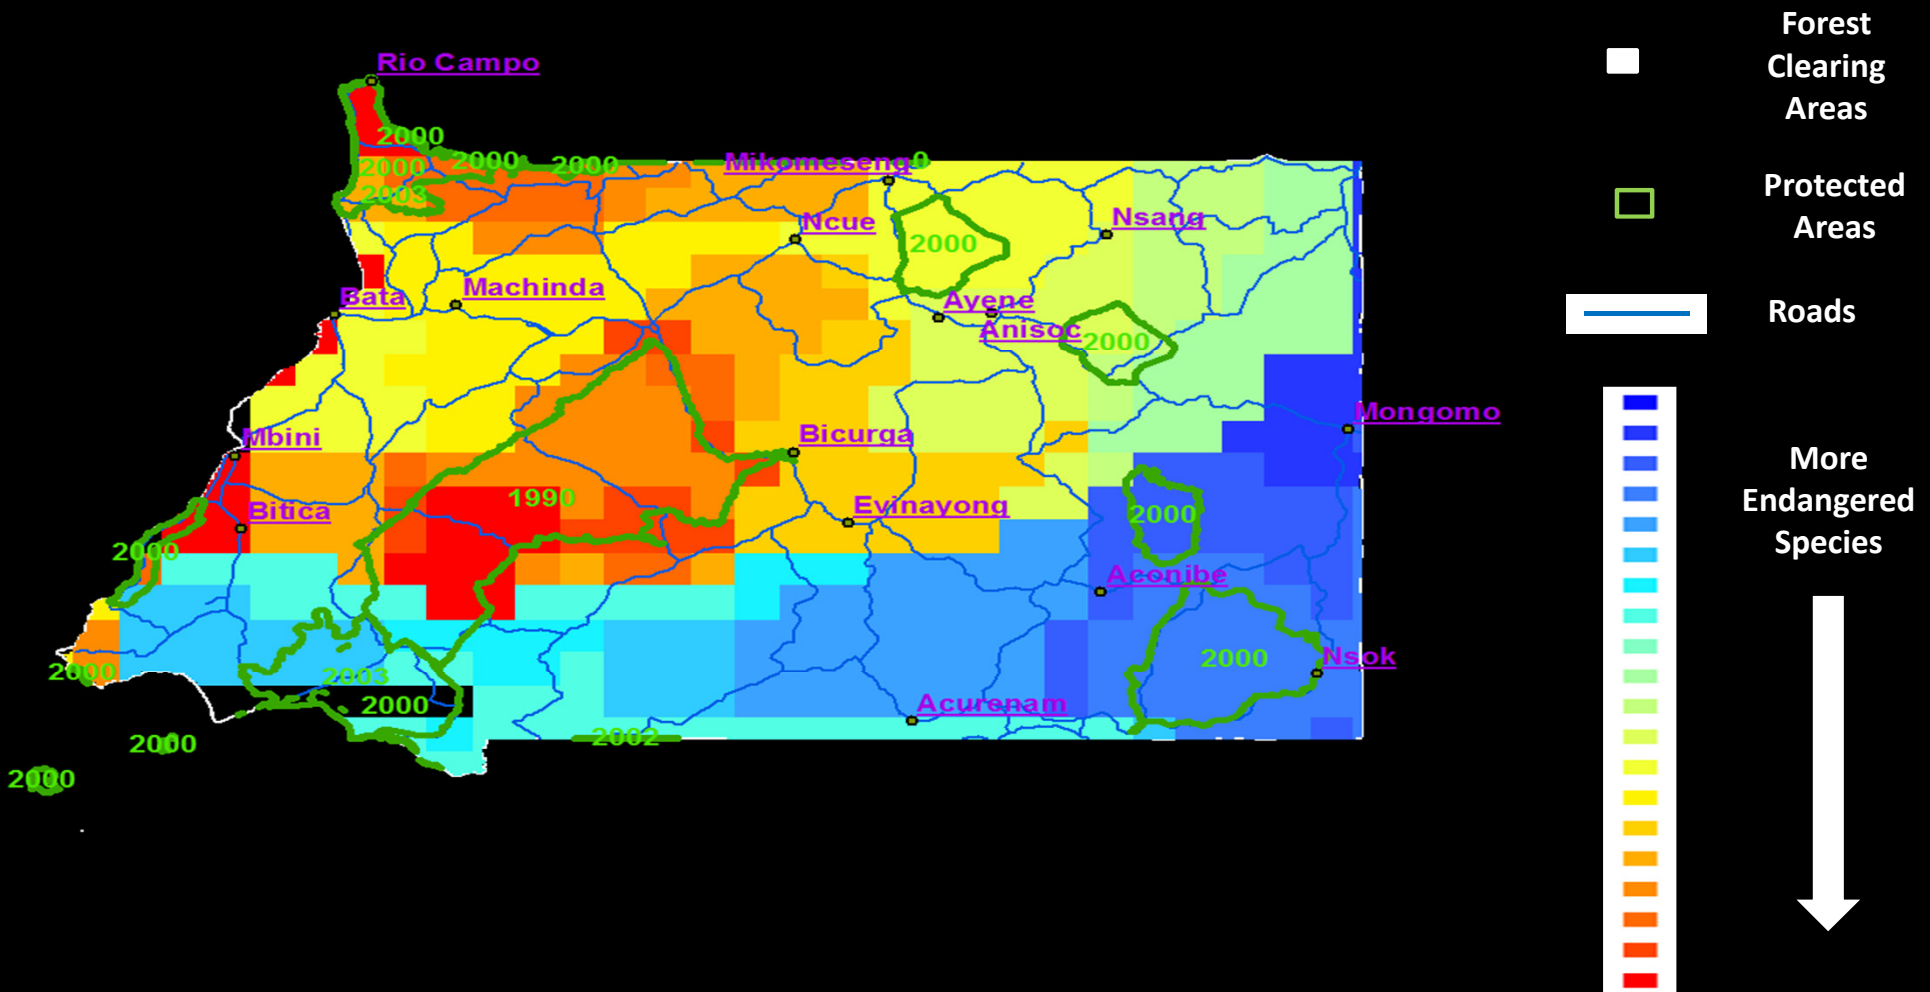 Rio Campo
2000
2000
2000
2000
2003
Mikomeseng
Ncue
Nsang
2000
Bata
Machinda
Ayene
Anisoc
2000
Mongomo
Mbini
Bicurga
1990
Bitica
Evinayong
2000
2000
Aconibe
2000
2003
2000
2000
Nsok
Acurenam
2000
2002
2000
Forest
Clearing
Areas
Protected
Areas
Roads
More
Endangered
Species